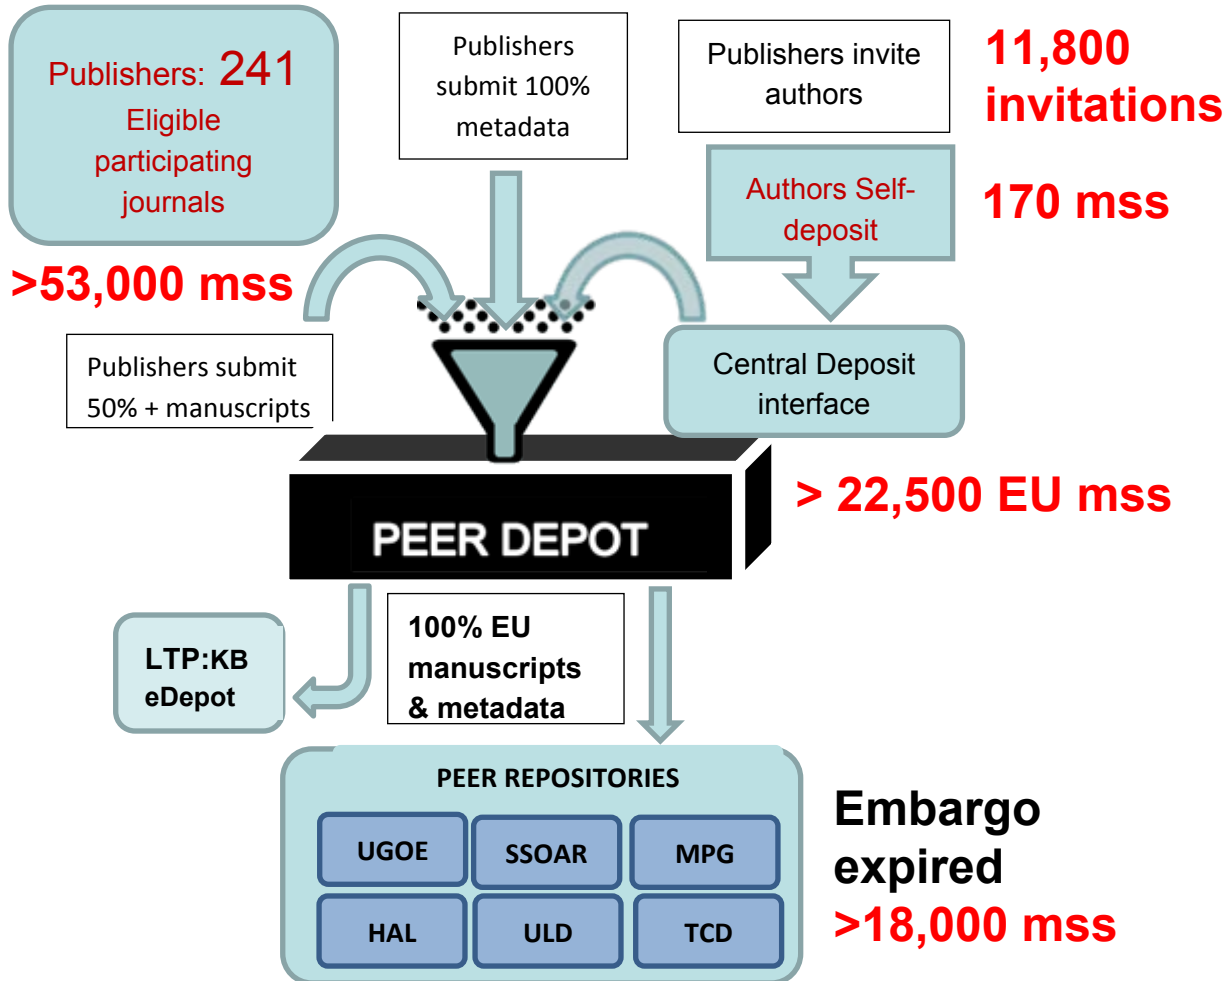 Publishers: 241
Eligible
participating
journals
Publishers
submit 100%
metadata
Publishers invite
authors
11,800
invitations
Authors Self-
deposit
170 mss
>53,000 mss
Publishers submit
50% + manuscripts
Central Deposit
interface
> 22,500 EU mss
PEER DEPOT
LTP:KB
eDepot
100% EU
manuscripts
& metadata
PEER REPOSITORIES
UGOE
SSOAR
MPG
HAL
ULD
TCD
Embargo
expired
>18,000 mss